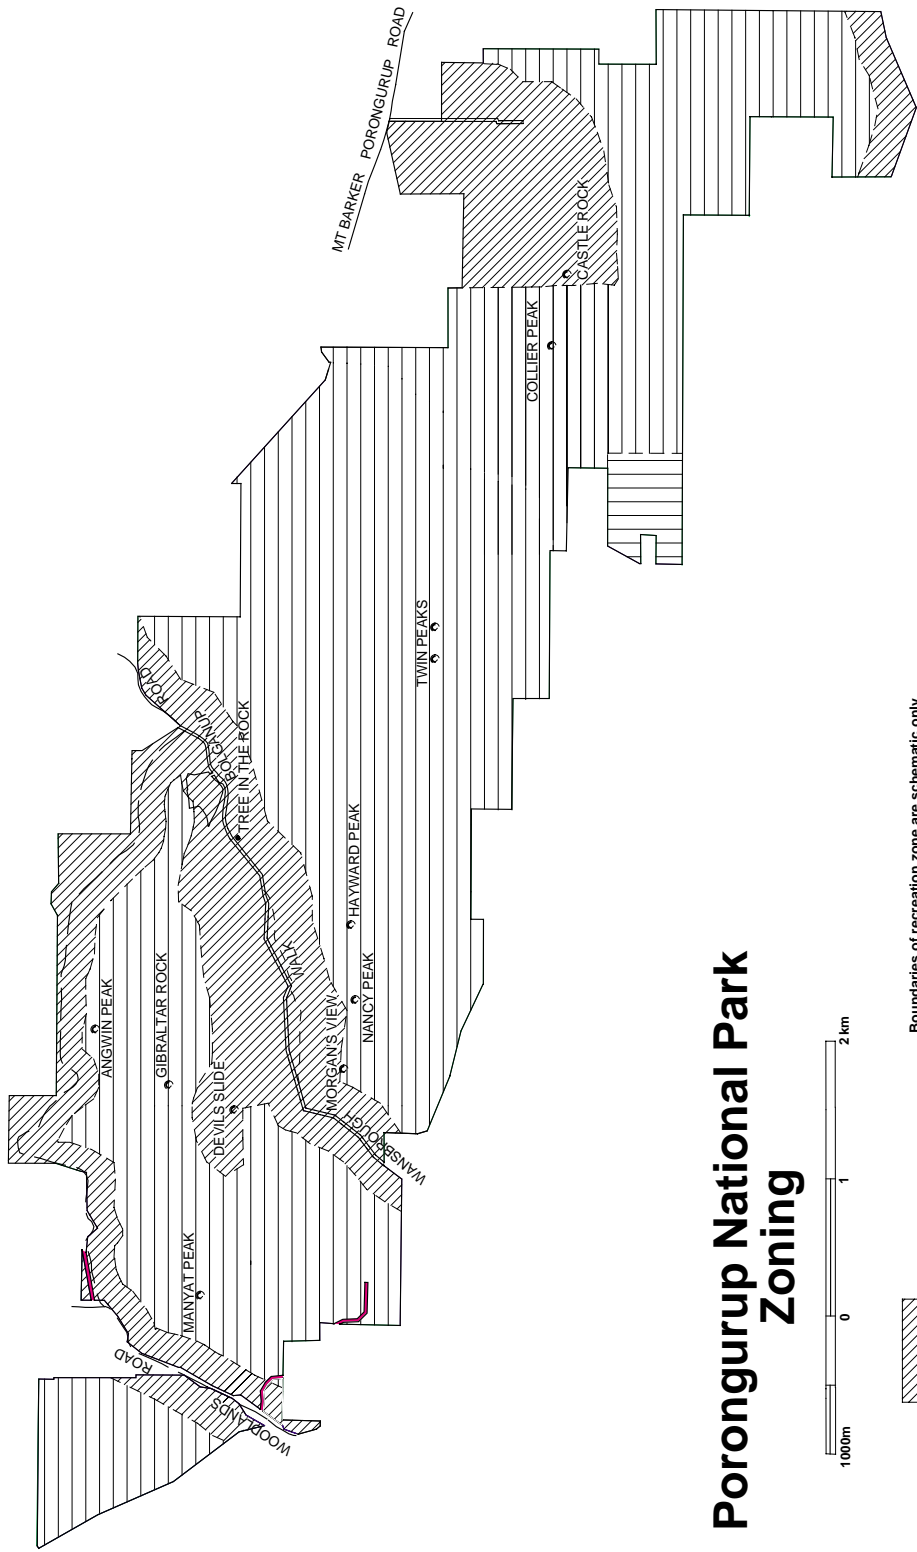 MT BARKER PORONGURUP ROAD
CASTLE ROCK
COLLIER PEAK
TWIN PEAKS
BOLGANUP ROAD
TREE IN THE ROCK
HAYWARD PEAK
NANCY PEAK
MORGAN'S VIEW
WANSBROUGH WALK
DEVILS SLIDE
GIBRALTAR ROCK
ANGWIN PEAK
MANYAT PEAK
WOODLANDS ROAD
Porongurup National Park
Zoning
1000m 0 1 2 km
Boundaries of recreation zone are schematic only